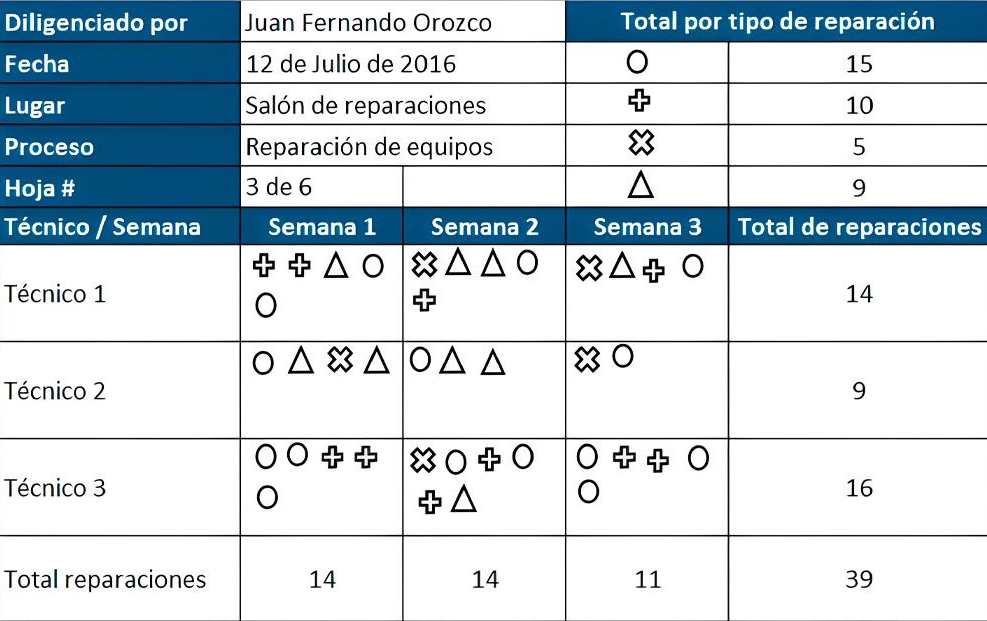 Diligenciado por Juan Fernando Orozco Total por tipo de reparación
Fecha 12 de Julio de 2016 15
Lugar Salón de reparaciones 10
Proceso Reparación de equipos 5
Hoja # 3 de 6 9
Técnico / Semana Semana 1 Semana 2 Semana 3 Total de reparaciones
Técnico 1 14
Técnico 2 9
Técnico 3 16
Total reparaciones 14 14 11 39